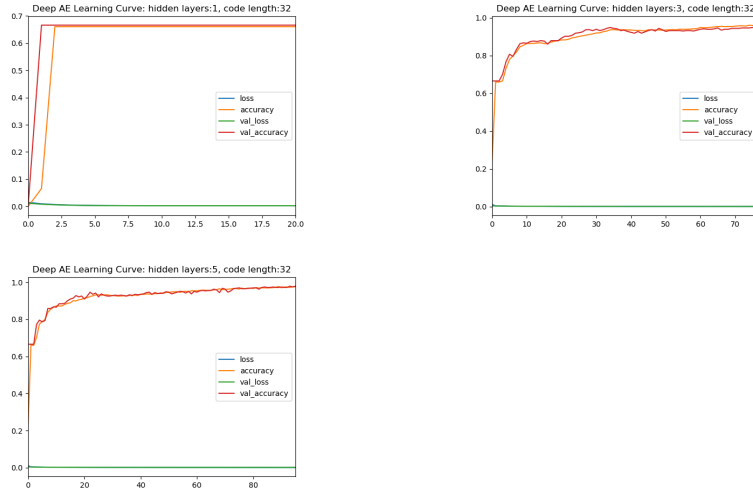 Deep AE Learning Curve: hidden layers:1, code length:32
0.7
0.6
0.5
0.4
0.3
0.2
0.1
0.0
loss
accuracy
val_loss
val_accuracy
0.0 2.5 5.0 7.5 10.0 12.5 15.0 17.5 20.0
Deep AE Learning Curve: hidden layers:3, code length:32
1.0
0.8
0.6
0.4
0.2
0.0
loss
accuracy
val_loss
val_accuracy
0 10 20 30 40 50 60 70
Deep AE Learning Curve: hidden layers:5, code length:32
1.0
0.8
0.6
0.4
0.2
0.0
loss
accuracy
val_loss
val_accuracy
0 20 40 60 80